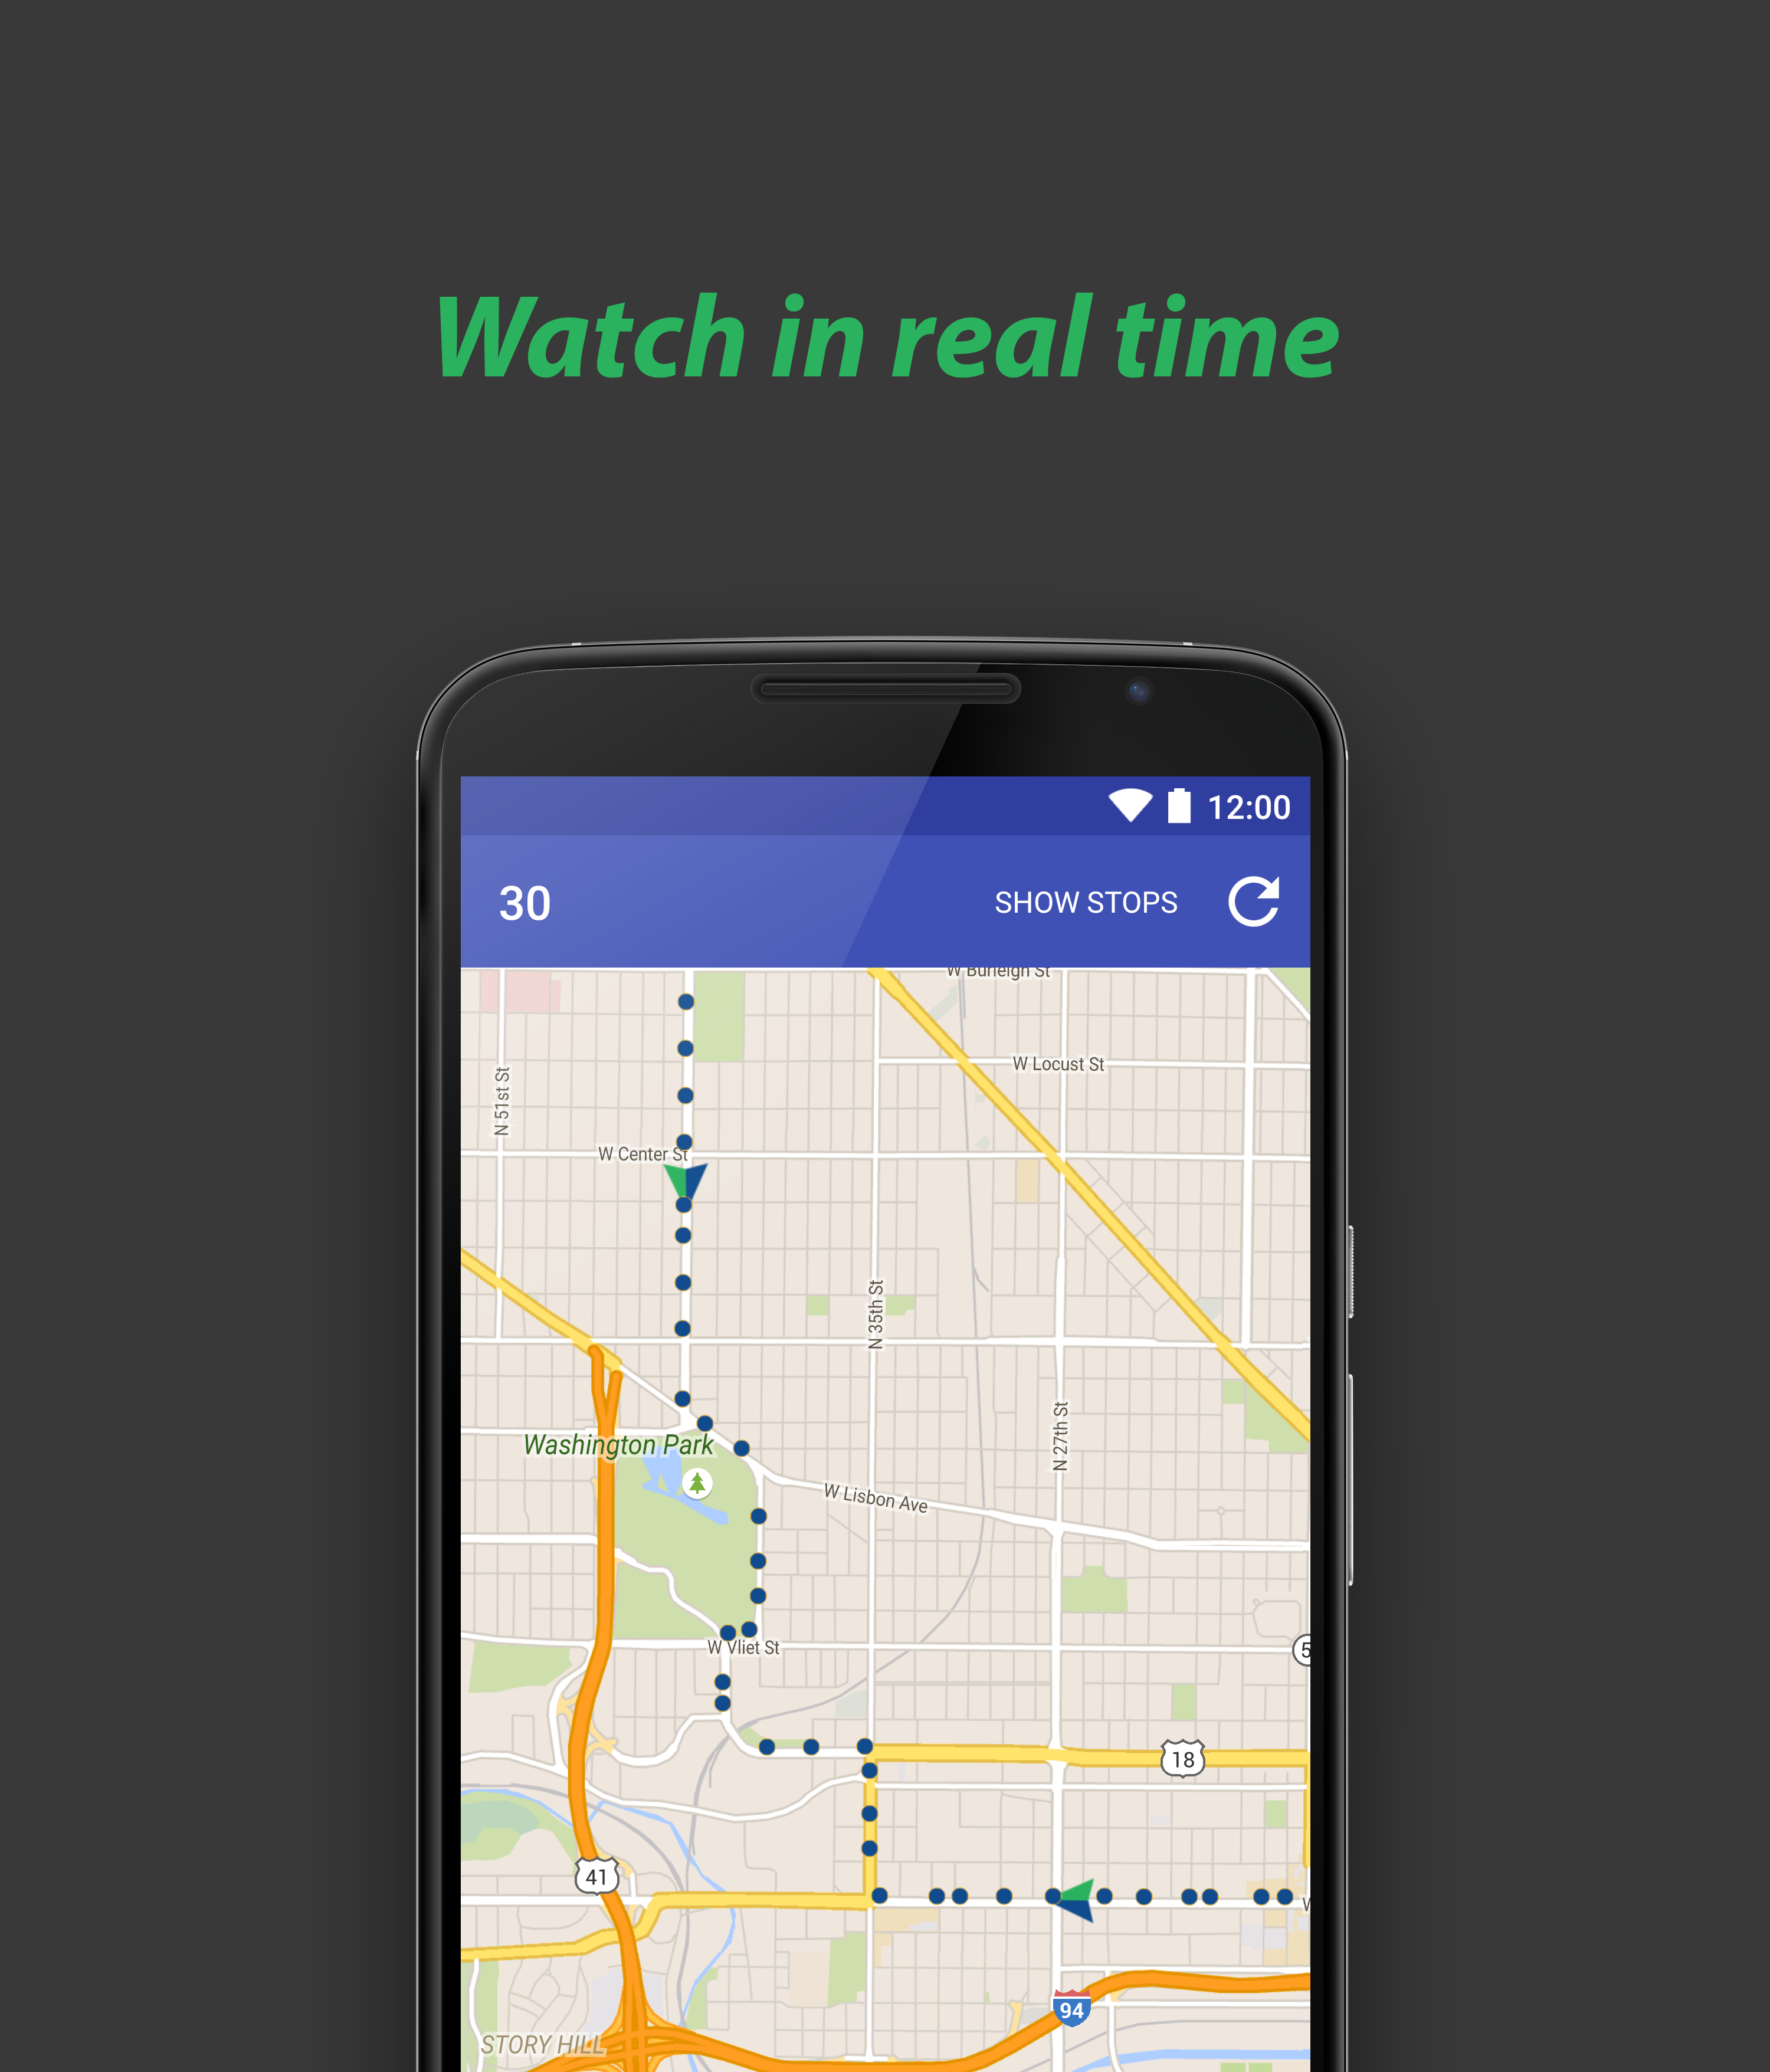 Watch in real time
12:00
30 SHOW STOPS
W Burleigh St
W Locust St
N 51st St
W Center St
N 35th St
N 27th St
Washington Park
W Lisbon Ave
W Vliet St
5
18
41
W
94
STORY HILL